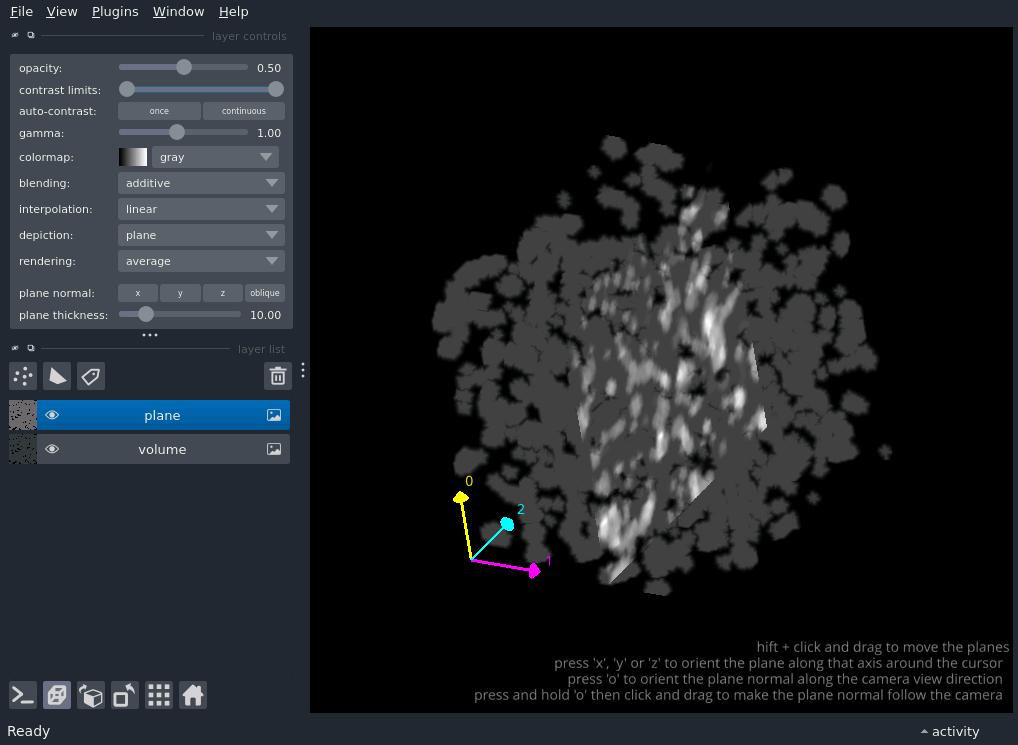 File View Plugins Window Help
layer controls
opacity: 0.50
contrast limits:
auto-contrast: once continuous
gamma: 1.00
colormap: gray
blending: additive
interpolation: linear
depiction: plane
rendering: average
plane normal: x y z oblique
plane thickness: 10.00
layer list
plane
volume
0
2
1
hift + click and drag to move the planes
press 'x', 'y' or 'z' to orient the plane along that axis around the cursor
press 'o' to orient the plane normal along the camera view direction
press and hold 'o' then click and drag to make the plane normal follow the camera
Ready activity